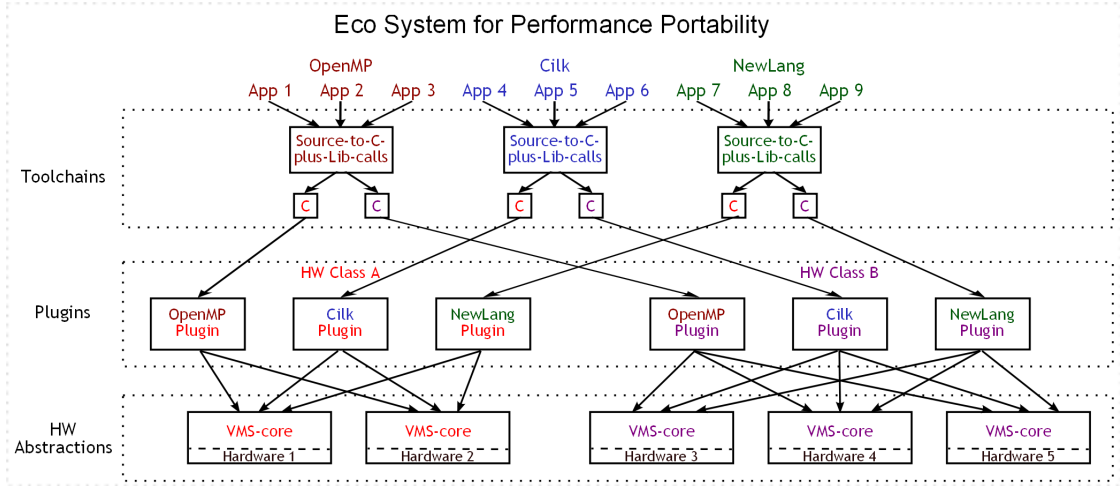 Eco System for Performance Portability
OpenMP Cilk NewLang
App 1 App 2 App 3 App 4 App 5 App 6 App 7 App 8 App 9
Source-to-C-
plus-Lib-calls
Source-to-C-
plus-Lib-calls
Source-to-C-
plus-Lib-calls
Toolchains
C C C C C C
HW Class A HW Class B
Plugins
OpenMP
Plugin
Cilk
Plugin
NewLang
Plugin
OpenMP
Plugin
Cilk
Plugin
NewLang
Plugin
HW
Abstractions
VMS-core
Hardware 1
VMS-core
Hardware 2
VMS-core
Hardware 3
VMS-core
Hardware 4
VMS-core
Hardware 5